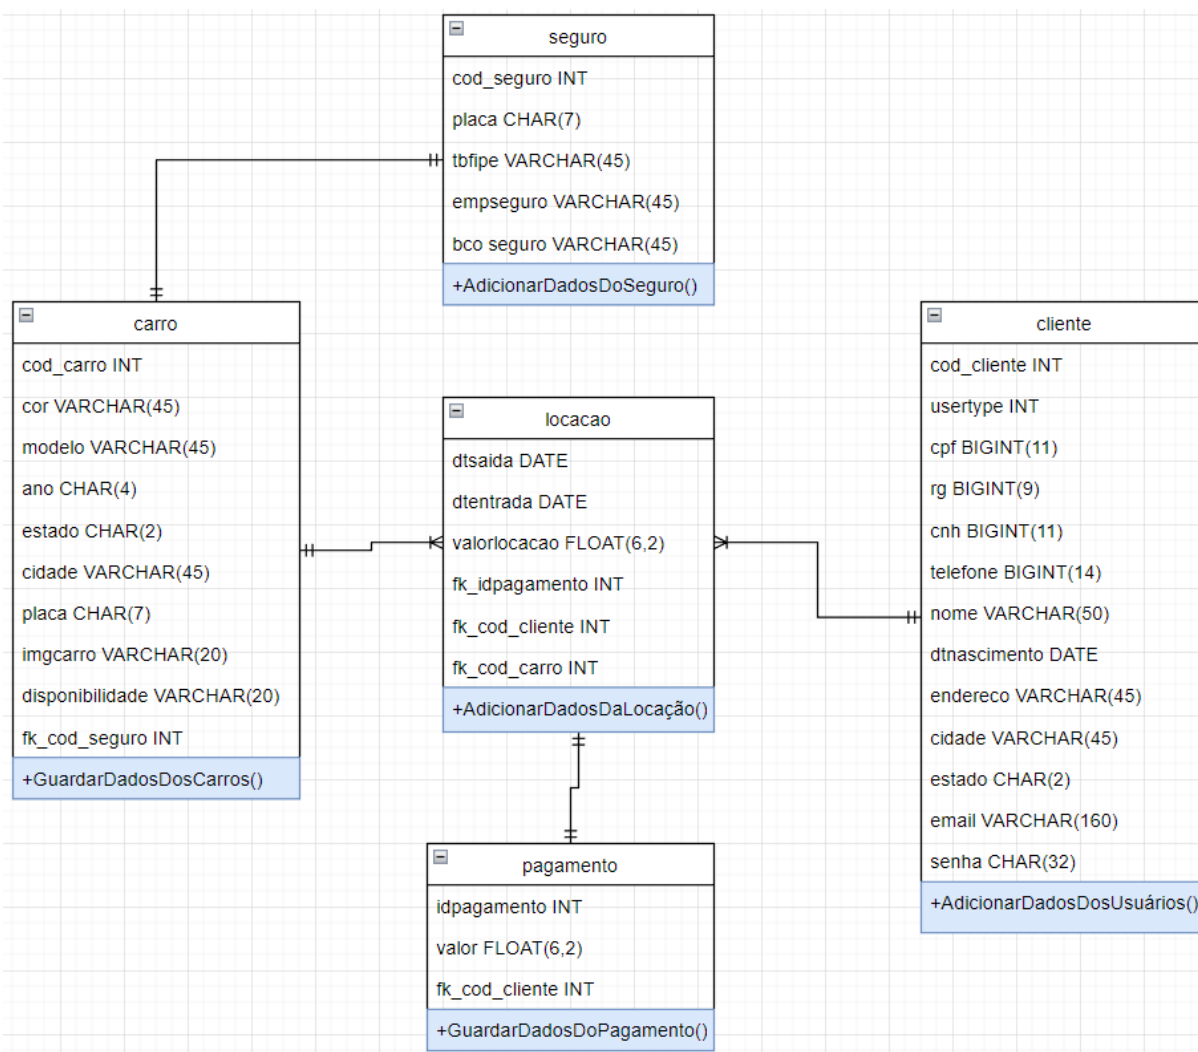 seguro
cod_seguro INT
placa CHAR(7)
tbfipe VARCHAR(45)
empseguro VARCHAR(45)
bco seguro VARCHAR(45)
+AdicionarDadosDoSeguro()
carro
cod_carro INT
cor VARCHAR(45)
modelo VARCHAR(45)
ano CHAR(4)
estado CHAR(2)
cidade VARCHAR(45)
placa CHAR(7)
imgcarro VARCHAR(20)
disponibilidade VARCHAR(20)
fk_cod_seguro INT
+GuardarDadosDosCarros()
locacao
dtsaida DATE
dtentrada DATE
valorlocacao FLOAT(6,2)
fk_idpagamento INT
fk_cod_cliente INT
fk_cod_carro INT
+AdicionarDadosDaLocação()
cliente
cod_cliente INT
usertype INT
cpf BIGINT(11)
rg BIGINT(9)
cnh BIGINT(11)
telefone BIGINT(14)
nome VARCHAR(50)
dtnascimento DATE
endereco VARCHAR(45)
cidade VARCHAR(45)
estado CHAR(2)
email VARCHAR(160)
senha CHAR(32)
+AdicionarDadosDosUsuários()
pagamento
idpagamento INT
valor FLOAT(6,2)
fk_cod_cliente INT
+GuardarDadosDoPagamento()